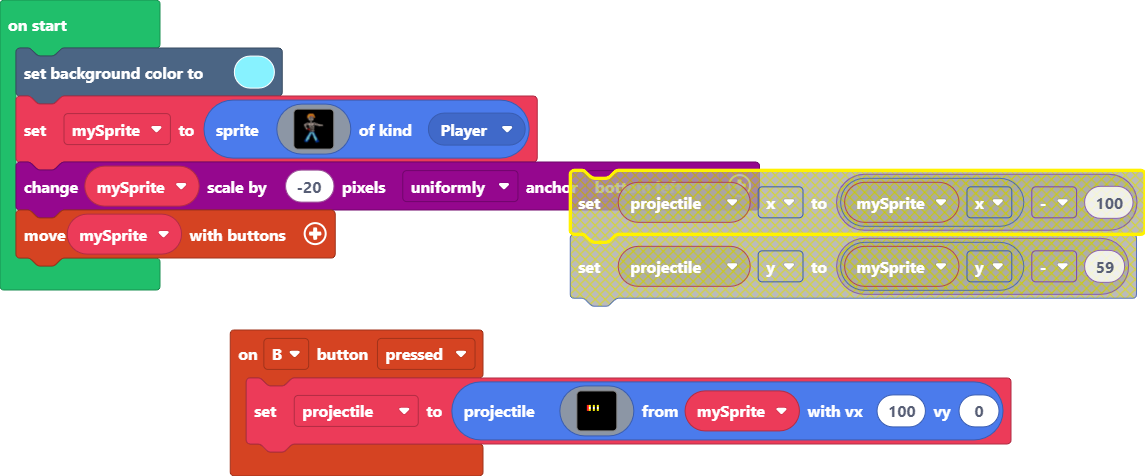 on start
set background color to
set mySprite to sprite of kind Player
change mySprite scale by -20 pixels uniformly anchor bottom left
set projectile x to mySprite x - 100
move mySprite with buttons
set projectile y to mySprite y - 59
on B button pressed
set projectile to projectile from mySprite with vx 100 vy 0